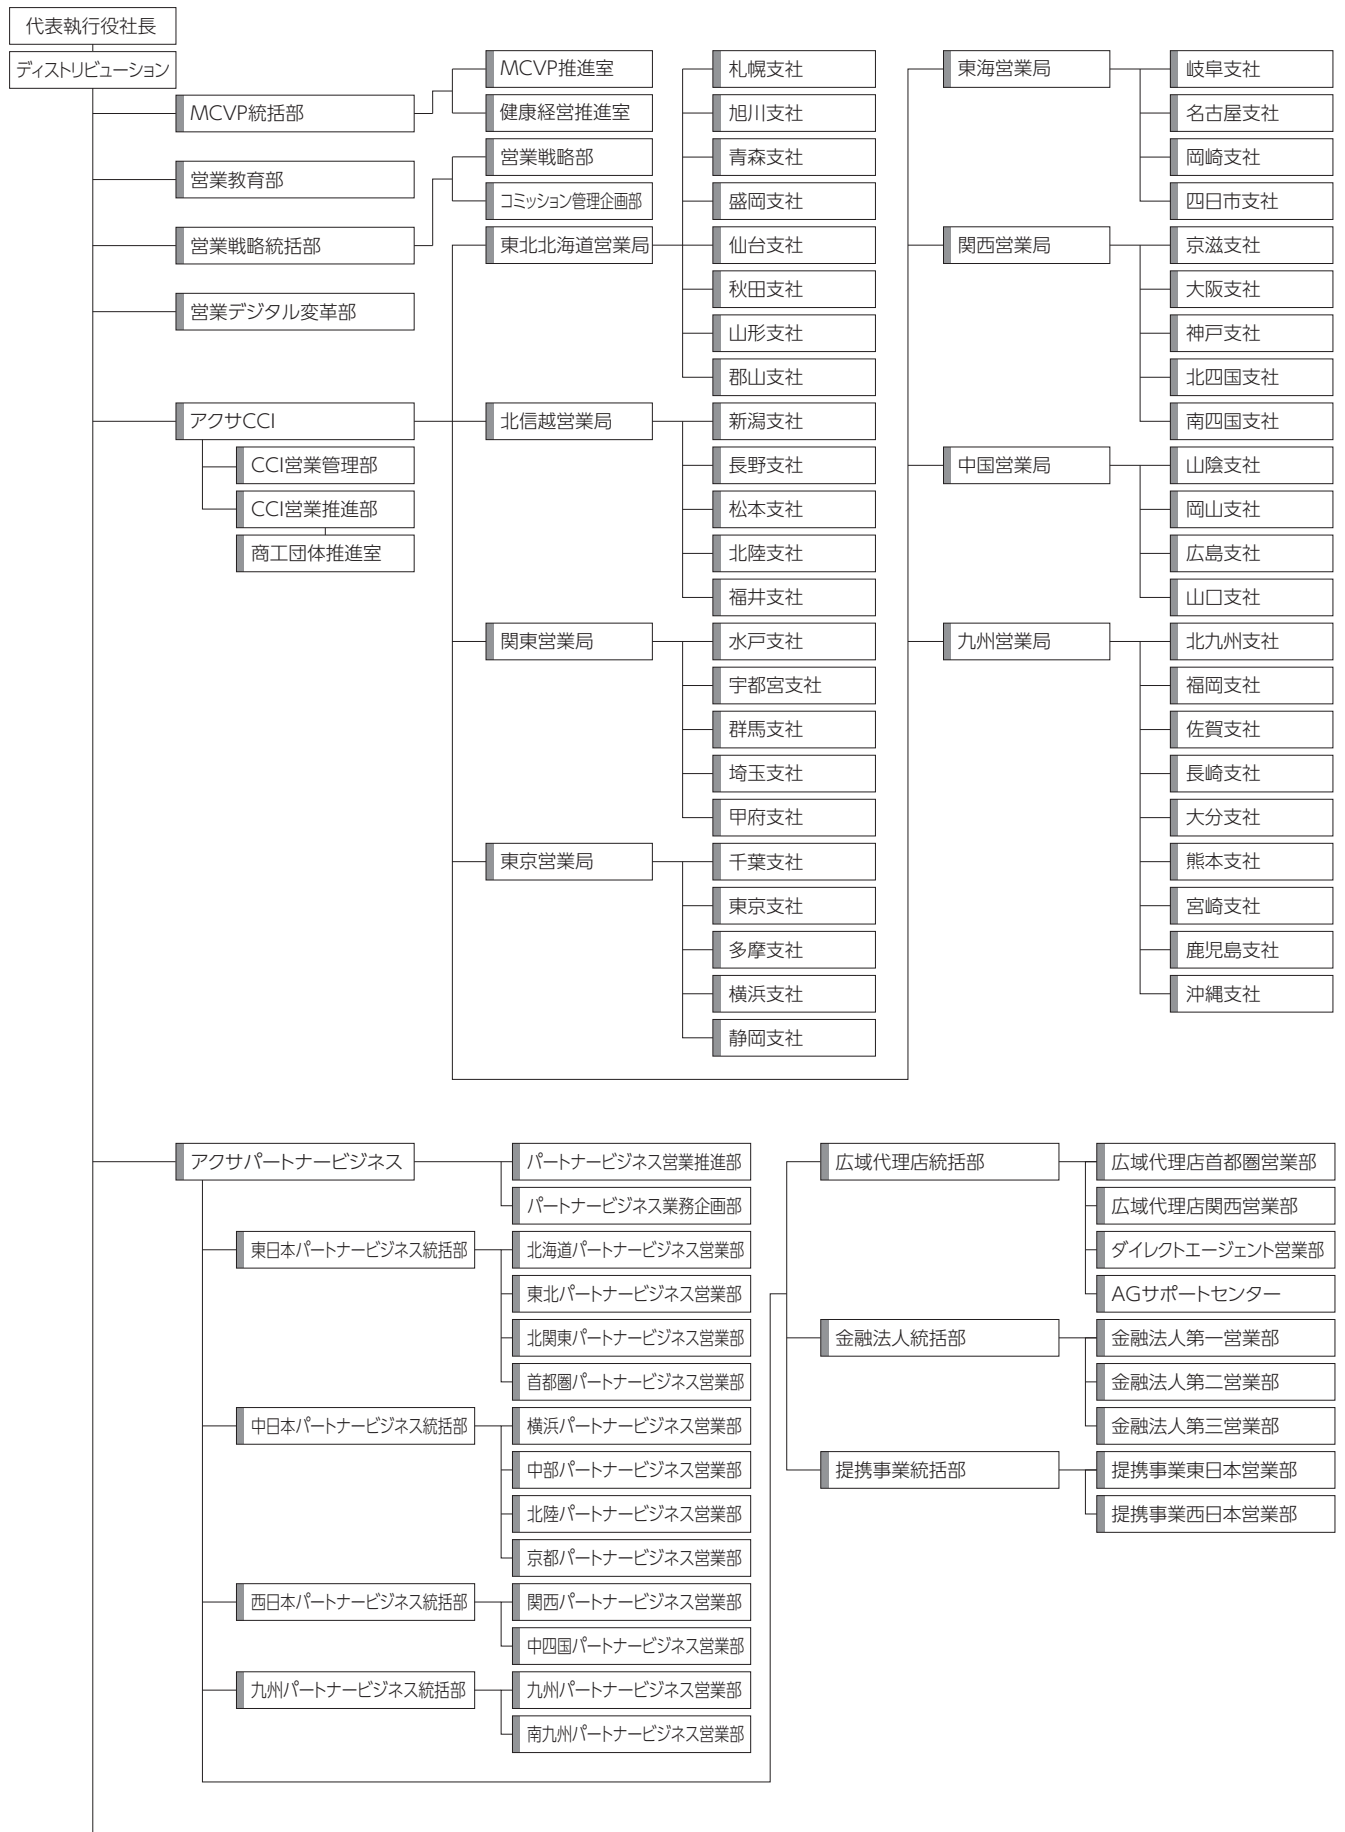 代表執行役社長
ディストリビューション
MCVP統括部
MCVP推進室
健康経営推進室
営業教育部
営業戦略統括部
営業戦略部
コミッション管理企画部
営業デジタル変革部
アクサCCI
CCI営業管理部
CCI営業推進部
商工団体推進室
東北北海道営業局
札幌支社
旭川支社
青森支社
盛岡支社
仙台支社
秋田支社
山形支社
郡山支社
北信越営業局
新潟支社
長野支社
松本支社
北陸支社
福井支社
関東営業局
水戸支社
宇都宮支社
群馬支社
埼玉支社
甲府支社
東京営業局
千葉支社
東京支社
多摩支社
横浜支社
静岡支社
東海営業局
岐阜支社
名古屋支社
岡崎支社
四日市支社
関西営業局
京滋支社
大阪支社
神戸支社
北四国支社
南四国支社
中国営業局
山陰支社
岡山支社
広島支社
山口支社
九州営業局
北九州支社
福岡支社
佐賀支社
長崎支社
大分支社
熊本支社
宮崎支社
鹿児島支社
沖縄支社
アクサパートナービジネス
パートナービジネス営業推進部
パートナービジネス業務企画部
東日本パートナービジネス統括部
北海道パートナービジネス営業部
東北パートナービジネス営業部
北関東パートナービジネス営業部
首都圏パートナービジネス営業部
中日本パートナービジネス統括部
横浜パートナービジネス営業部
中部パートナービジネス営業部
北陸パートナービジネス営業部
京都パートナービジネス営業部
西日本パートナービジネス統括部
関西パートナービジネス営業部
中四国パートナービジネス営業部
九州パートナービジネス統括部
九州パートナービジネス営業部
南九州パートナービジネス営業部
広域代理店統括部
広域代理店首都圏営業部
広域代理店関西営業部
ダイレクトエージェント営業部
AGサポートセンター
金融法人統括部
金融法人第一営業部
金融法人第二営業部
金融法人第三営業部
提携事業統括部
提携事業東日本営業部
提携事業西日本営業部